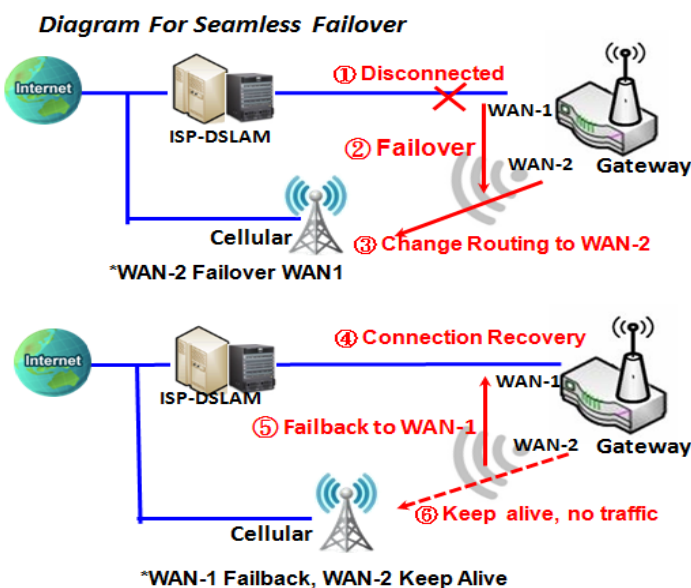 Diagram For Seamless Failover
Internet
① Disconnected
ISP-DSLAM
WAN-1
② Failover
WAN-2
Gateway
Cellular
③ Change Routing to WAN-2
*WAN-2 Failover WAN1
④ Connection Recovery
Internet
WAN-1
ISP-DSLAM
⑤ Failback to WAN-1
WAN-2
Gateway
⑥ Keep alive, no traffic
Cellular
*WAN-1 Failback, WAN-2 Keep Alive